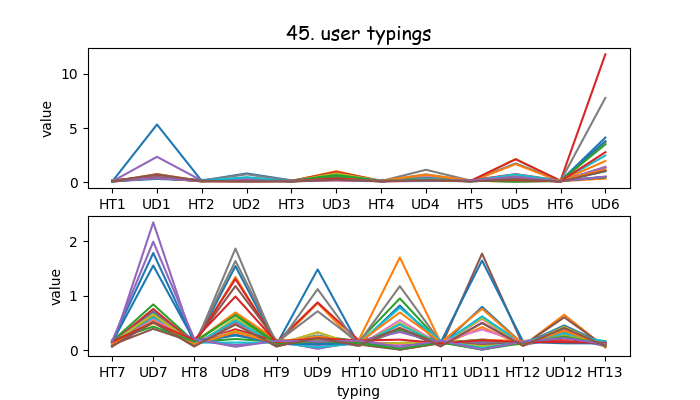 45. user typings
10
5
0
value
HT1 UD1 HT2 UD2 HT3 UD3 HT4 UD4 HT5 UD5 HT6 UD6
2
1
0
value
HT7 UD7 HT8 UD8 HT9 UD9 HT10 UD10 HT11 UD11 HT12 UD12 HT13
typing